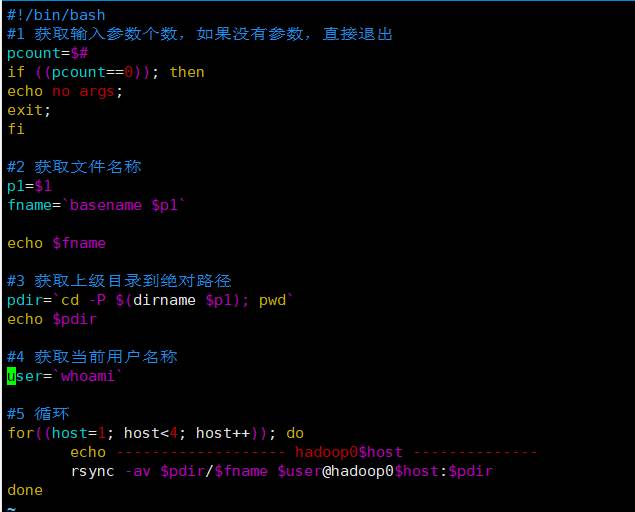 #!/bin/bash
#1 获取输入参数个数，如果没有参数，直接退出
pcount=$#
if ((pcount==0)); then
echo no args;
exit;
fi
#2 获取文件名称
p1=$1
fname=`basename $p1`
echo $fname
#3 获取上级目录到绝对路径
pdir=`cd -P $(dirname $p1); pwd`
echo $pdir
#4 获取当前用户名称
user=`whoami`
#5 循环
for((host=1; host<4; host++)); do
echo ------------------- hadoop0$host --------------
rsync -av $pdir/$fname $user@hadoop0$host:$pdir
done
~